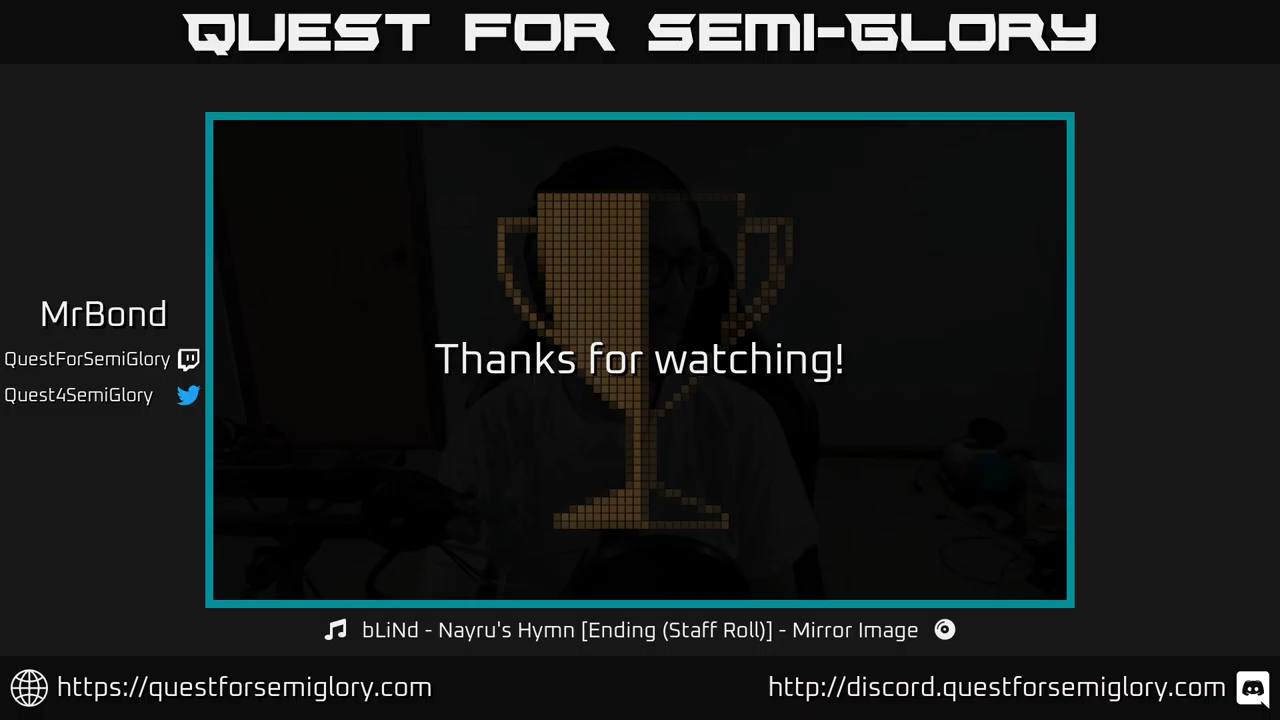 QUEST FOR SEMI-GLORY
MrBond
QuestForSemiGlory
Quest4SemiGlory
Thanks for watching!
bLiNd - Nayru's Hymn [Ending (Staff Roll)] - Mirror Image
https://questforsemiglory.com
http://discord.questforsemiglory.com